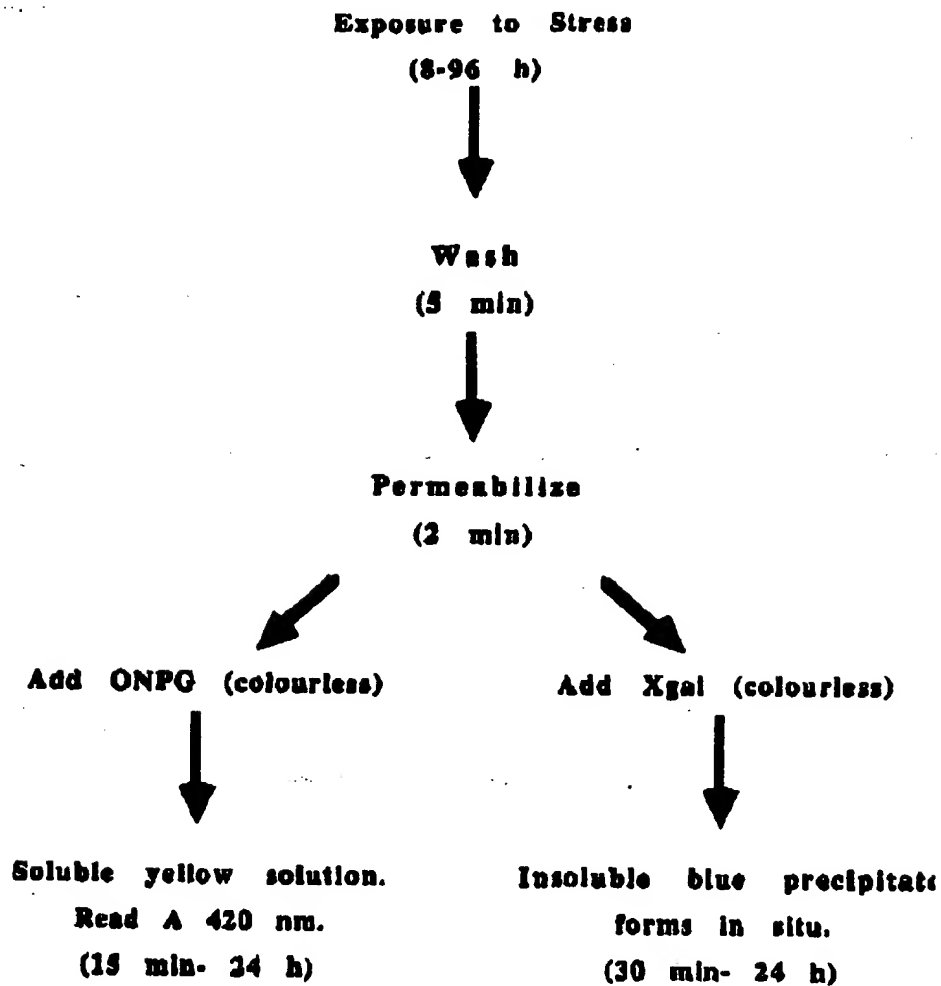 Exposure to Stress
(8-96 h)
Wash
(5 min)
Permeabilize
(2 min)
Add ONPG (colourless)
Add Xgal (colourless)
Soluble yellow solution.
Read A 420 nm.
(15 min- 24 h)
Insoluble blue precipitate
forms in situ.
(30 min- 24 h)